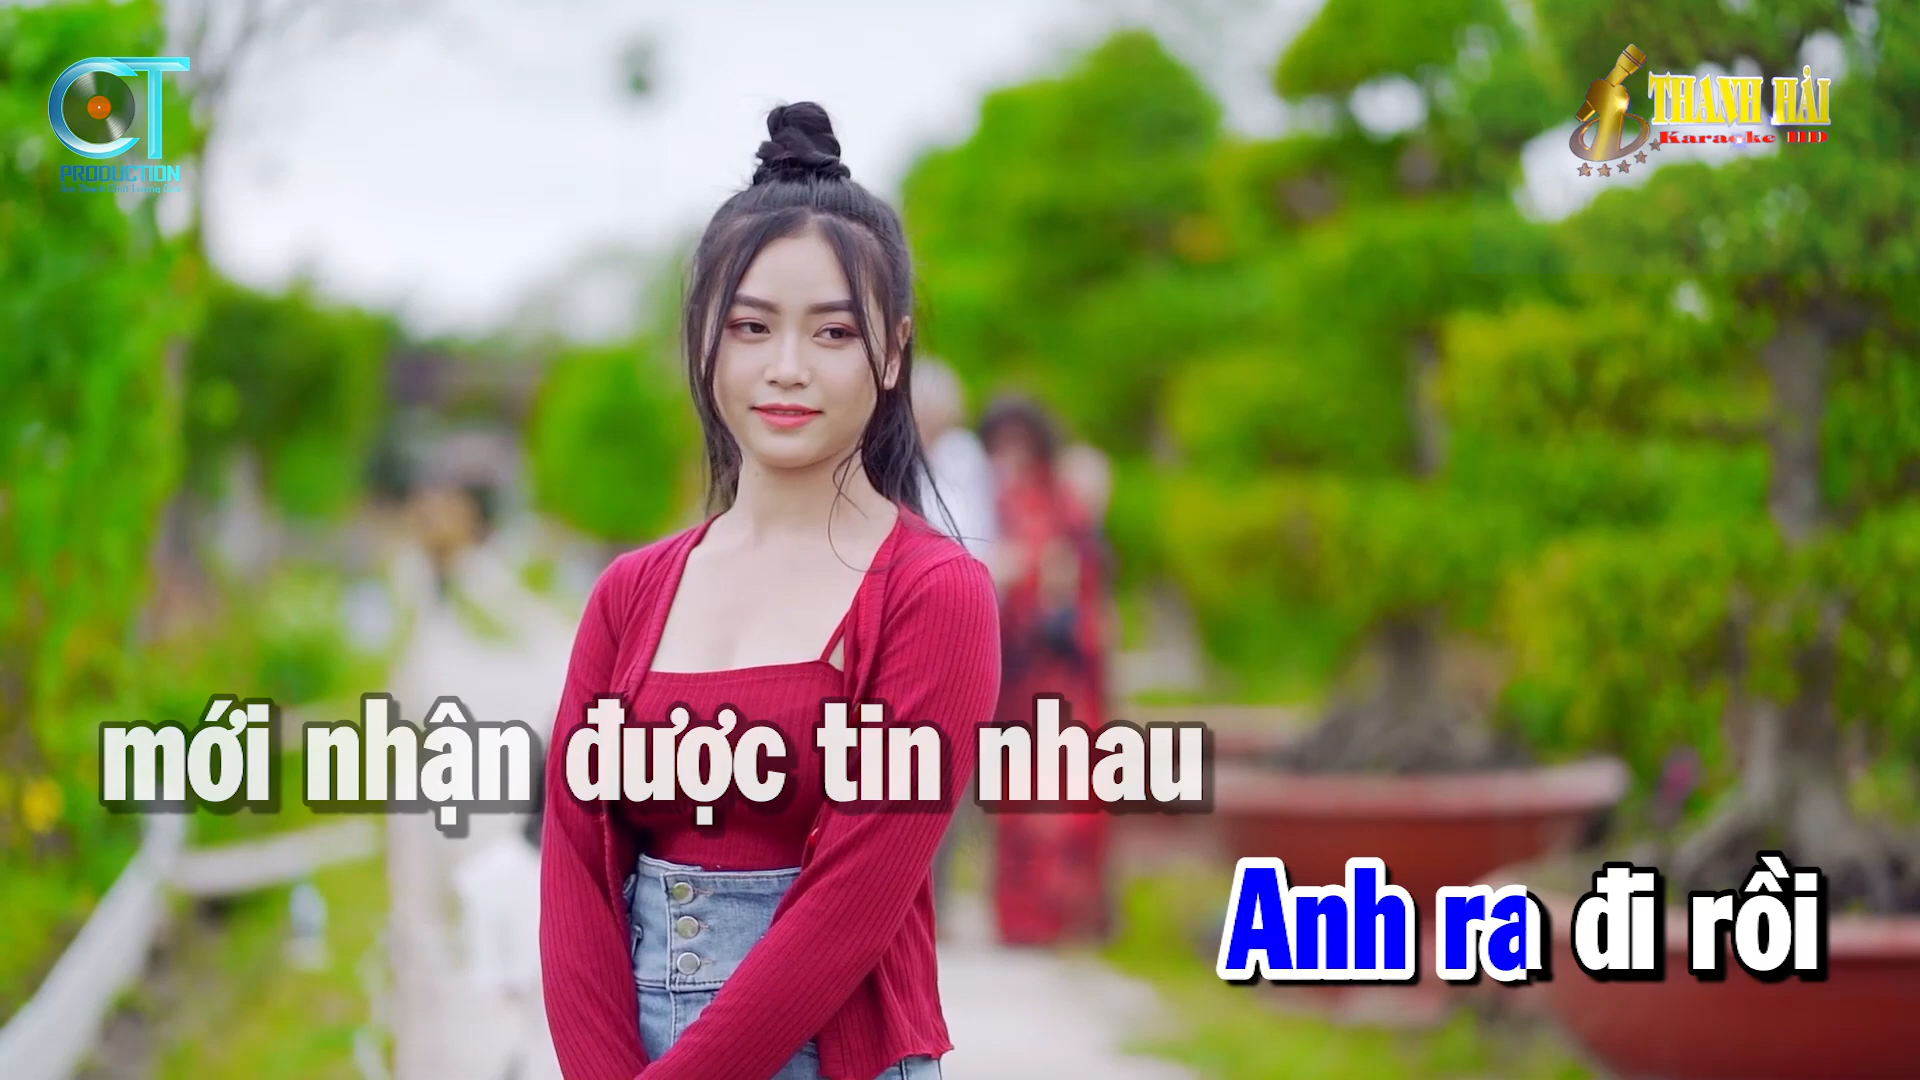 CT
PRODUCTION
THANH HẢI
Karaoke HD
mới nhận được tin nhau
Anh ra đi rồi